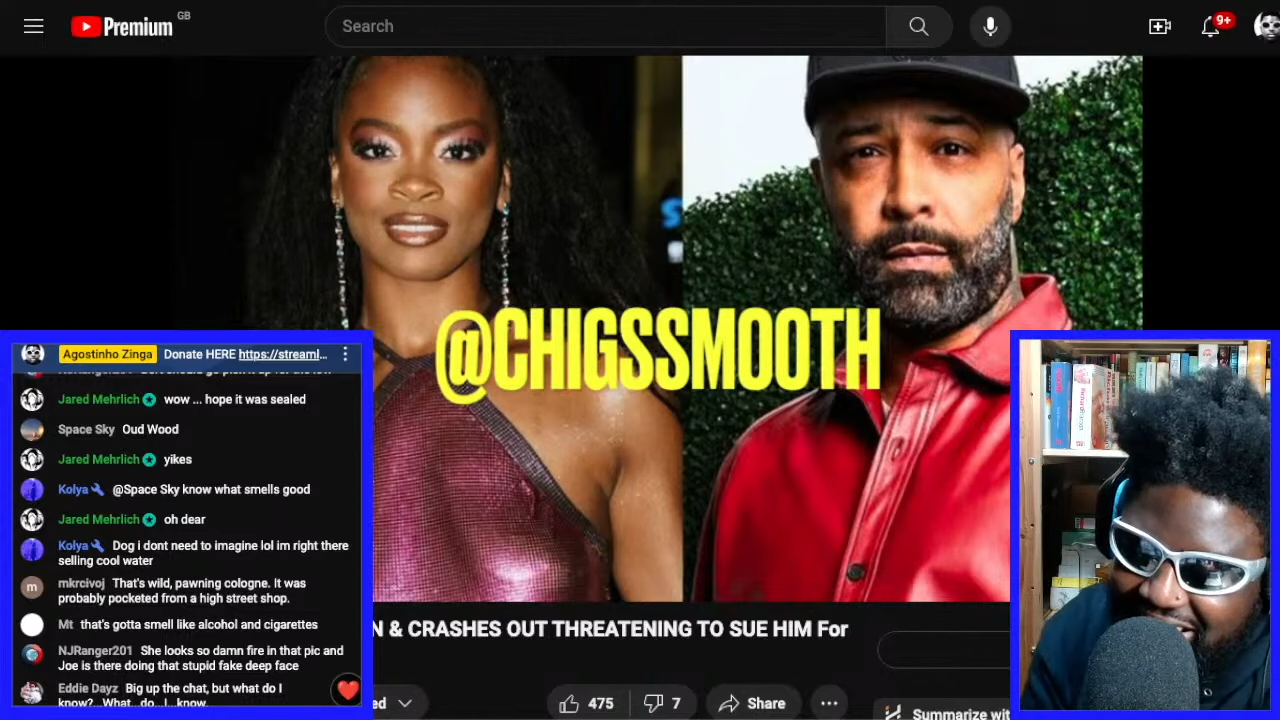 Premium GB
Search
9+
@CHIGSSMOOTH
Agostinho Zinga Donate HERE https://streaml...
Jared Mehrlich wow ... hope it was sealed
Space Sky Oud Wood
Jared Mehrlich yikes
Kolya @Space Sky know what smells good
Jared Mehrlich oh dear
Kolya Dog i dont need to imagine lol im right there
selling cool water
m
mkrcivoj That's wild, pawning cologne. It was
probably pocketed from a high street shop.
Mt that's gotta smell like alcohol and cigarettes
NJRanger201 She looks so damn fire in that pic and
Joe is there doing that stupid fake deep face
Eddie Dayz Big up the chat, but what do I
know?...What...do...I...know.
N & CRASHES OUT THREATENING TO SUE HIM For
ed
475
7
Share
Summarize wit